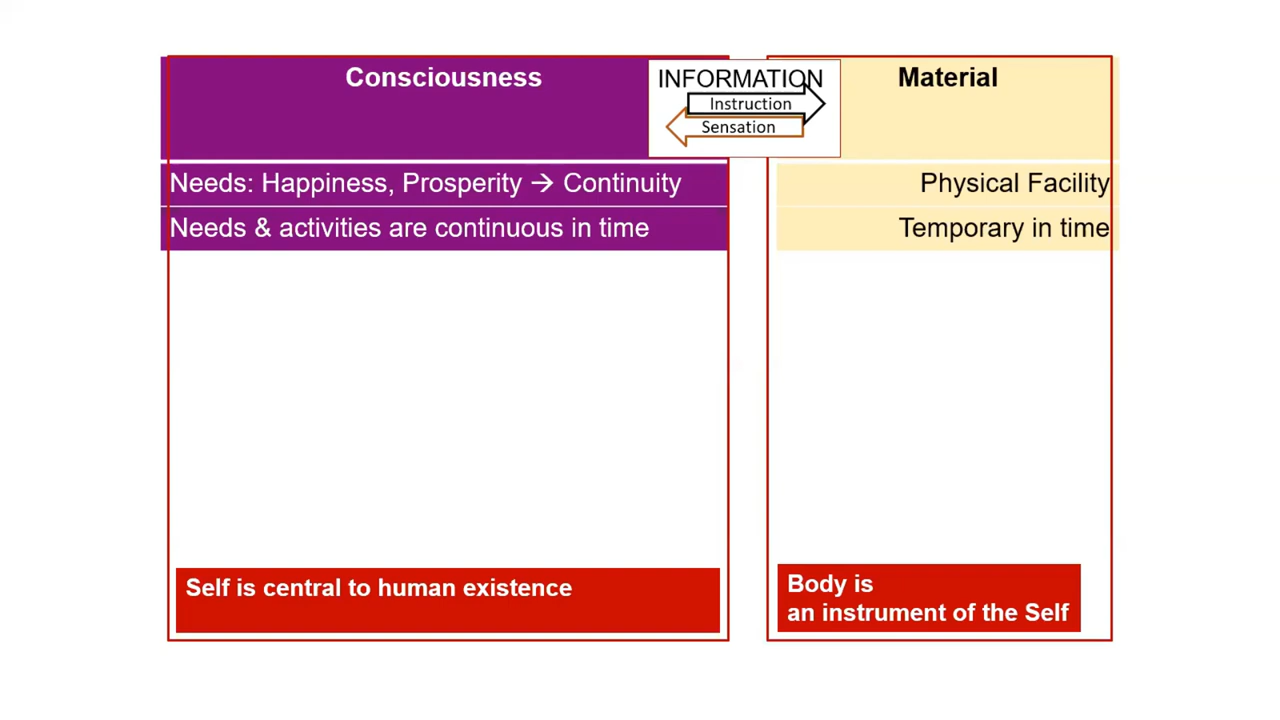 Consciousness
INFORMATION
Instruction
Sensation
Material
Needs: Happiness, Prosperity → Continuity
Physical Facility
Needs & activities are continuous in time
Temporary in time
Self is central to human existence
Body is
an instrument of the Self